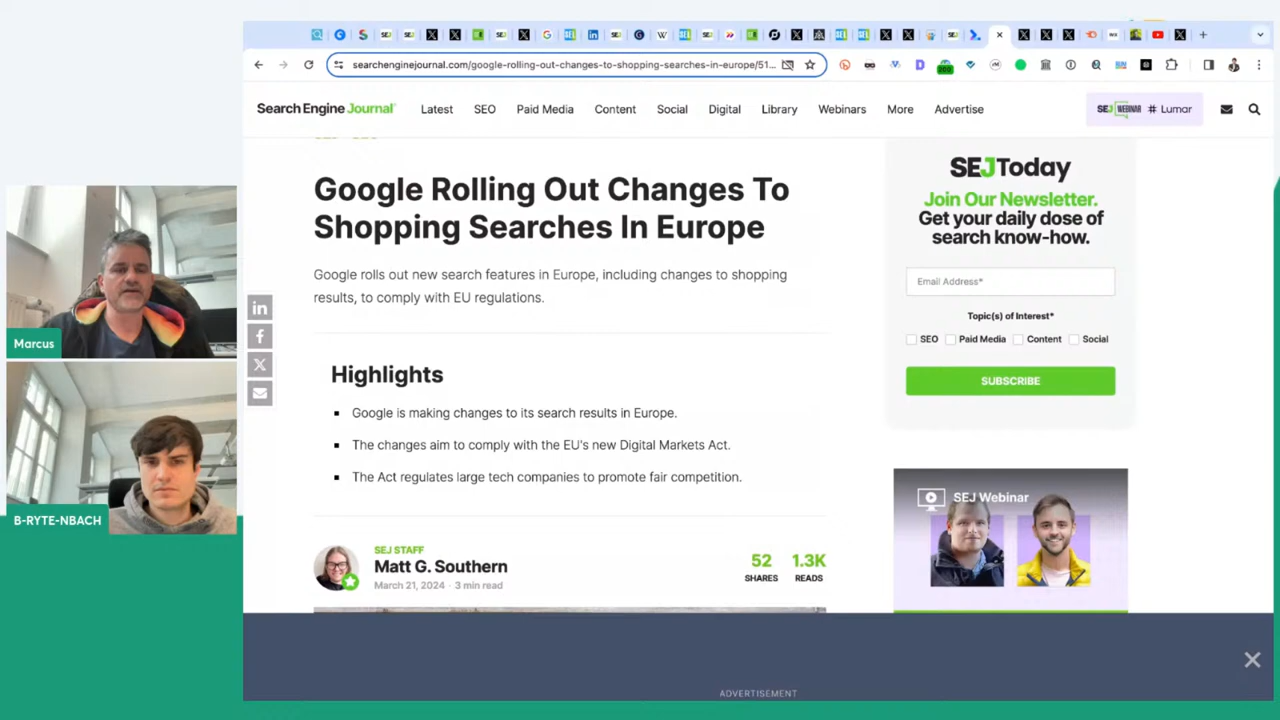 searchenginejournal.com/google-rolling-out-changes-to-shopping-searches-in-europe/51...
Search Engine Journal
Latest
SEO
Paid Media
Content
Social
Digital
Library
Webinars
More
Advertise
SEJ WEBINAR # Lumar
Google Rolling Out Changes To
Shopping Searches In Europe
Google rolls out new search features in Europe, including changes to shopping
results, to comply with EU regulations.
Highlights
Google is making changes to its search results in Europe.
The changes aim to comply with the EU's new Digital Markets Act.
The Act regulates large tech companies to promote fair competition.
SEJ STAFF
Matt G. Southern
March 21, 2024 · 3 min read
52
SHARES
1.3K
READS
SEJToday
Join Our Newsletter.
Get your daily dose of
search know-how.
Email Address*
Topic(s) of Interest*
SEO
Paid Media
Content
Social
SUBSCRIBE
SEJ Webinar
ADVERTISEMENT
Marcus
B-RYTE-NBACH